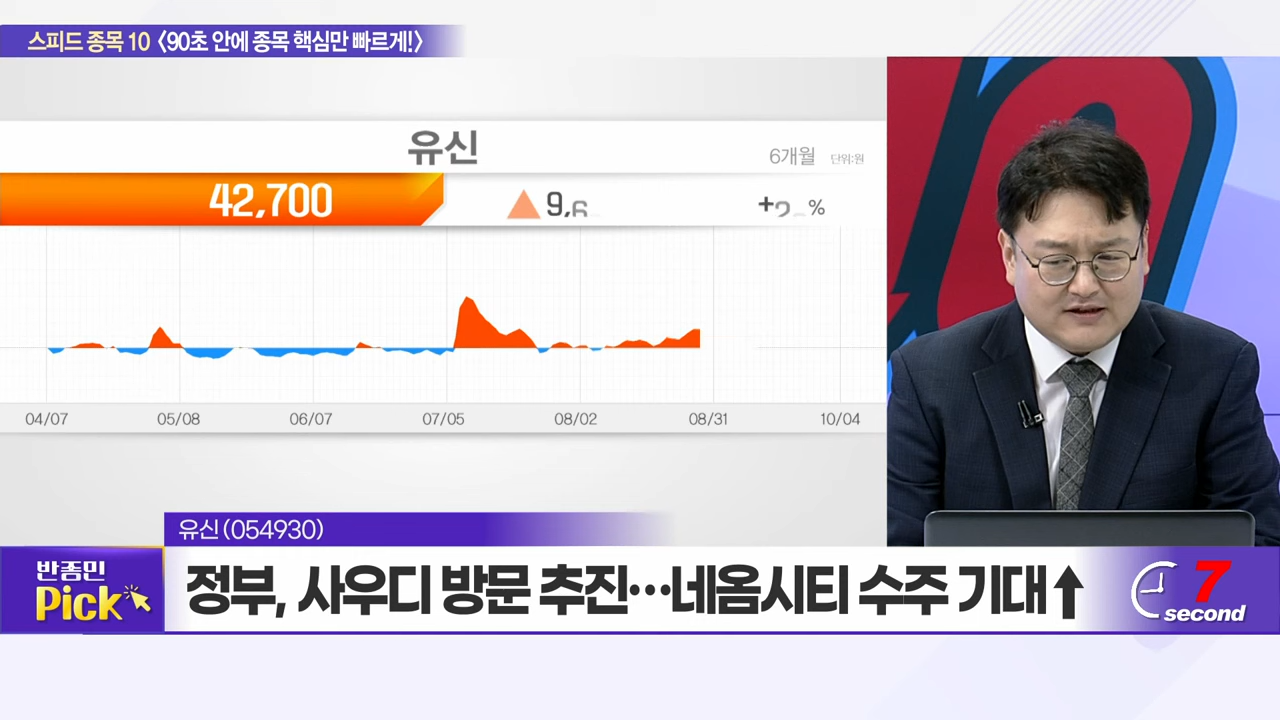 스피드 종목 10 <90초 안에 종목 핵심만 빠르게!>
유신
6개월 단위:원
42,700
▲ 9,6
+2 %
04/07 05/08 06/07 07/05 08/02 08/31 10/04
유신(054930)
반종민
Pick
정부, 사우디 방문 추진…네옴시티 수주 기대↑
7
second